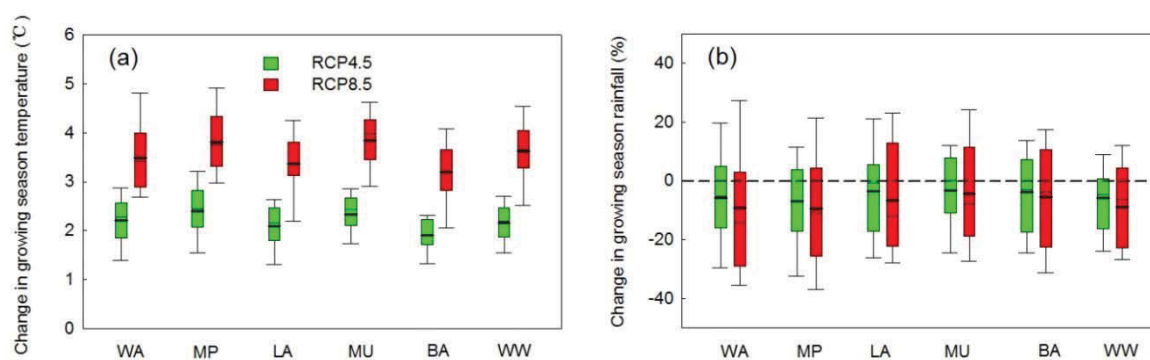 Change in growing season temperature (℃)
6
5
4
3
2
1
0
(a)
RCP4.5
RCP8.5
WA MP LA MU BA WW
Change in growing season rainfall (%)
40
20
0
-20
-40
(b)
WA MP LA MU BA WW